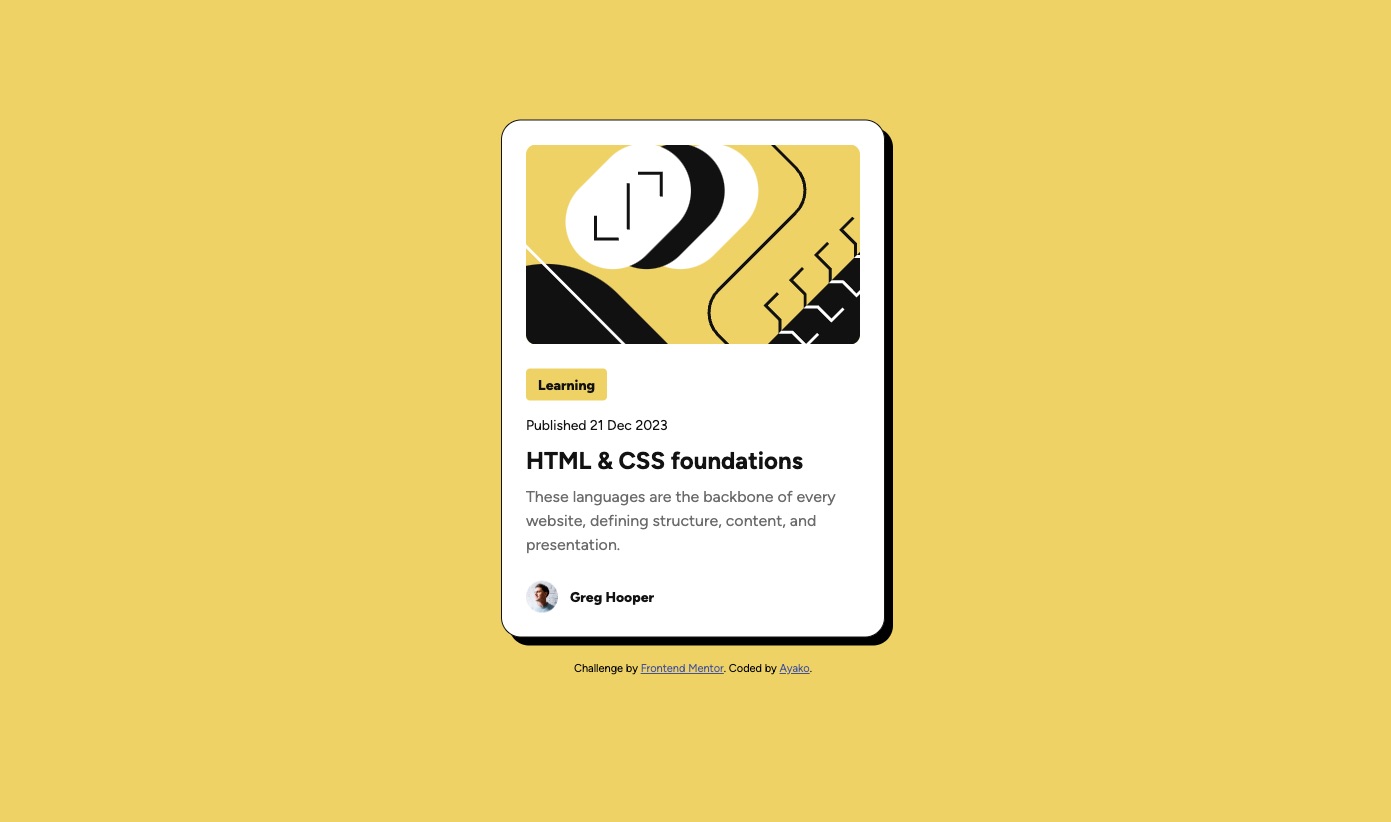 Learning
Published 21 Dec 2023
HTML & CSS foundations
These languages are the backbone of every
website, defining structure, content, and
presentation.
Greg Hooper
Challenge by Frontend Mentor. Coded by Ayako.